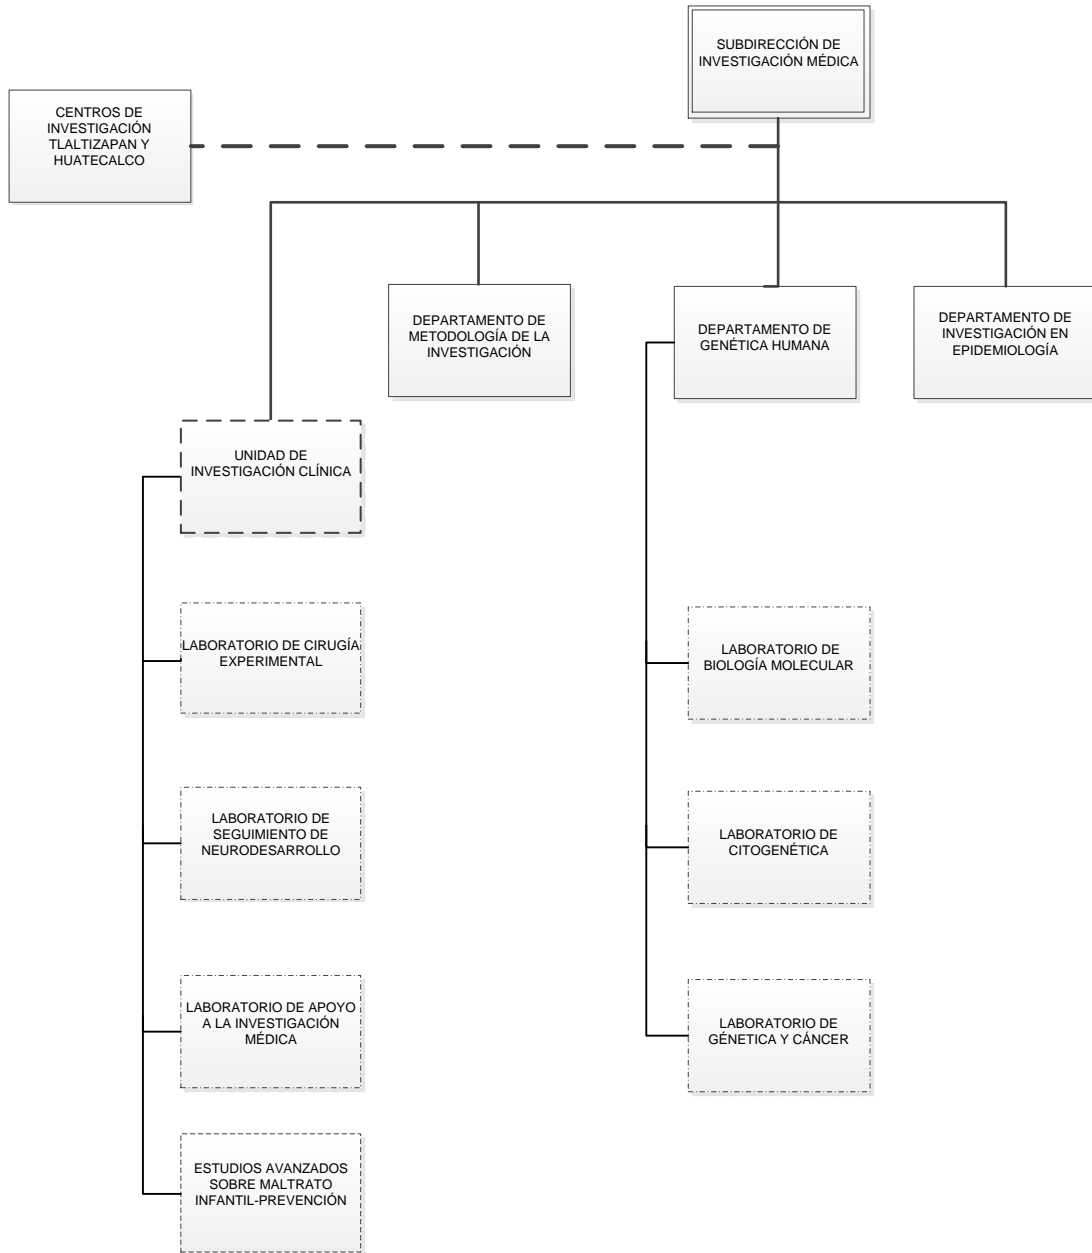 SUBDIRECCIÓN DE
INVESTIGACIÓN MÉDICA
CENTROS DE
INVESTIGACIÓN
TLALTIZAPAN Y
HUATECALCO
DEPARTAMENTO DE
METODOLOGÍA DE LA
INVESTIGACIÓN
DEPARTAMENTO DE
GENÉTICA HUMANA
DEPARTAMENTO DE
INVESTIGACIÓN EN
EPIDEMIOLOGÍA
UNIDAD DE
INVESTIGACIÓN CLÍNICA
LABORATORIO DE CIRUGÍA
EXPERIMENTAL
LABORATORIO DE
SEGUIMIENTO DE
NEURODESARROLLO
LABORATORIO DE APOYO
A LA INVESTIGACIÓN
MÉDICA
ESTUDIOS AVANZADOS
SOBRE MALTRATO
INFANTIL-PREVENCIÓN
LABORATORIO DE
BIOLOGÍA MOLECULAR
LABORATORIO DE
CITOGENÉTICA
LABORATORIO DE
GÉNETICA Y CÁNCER